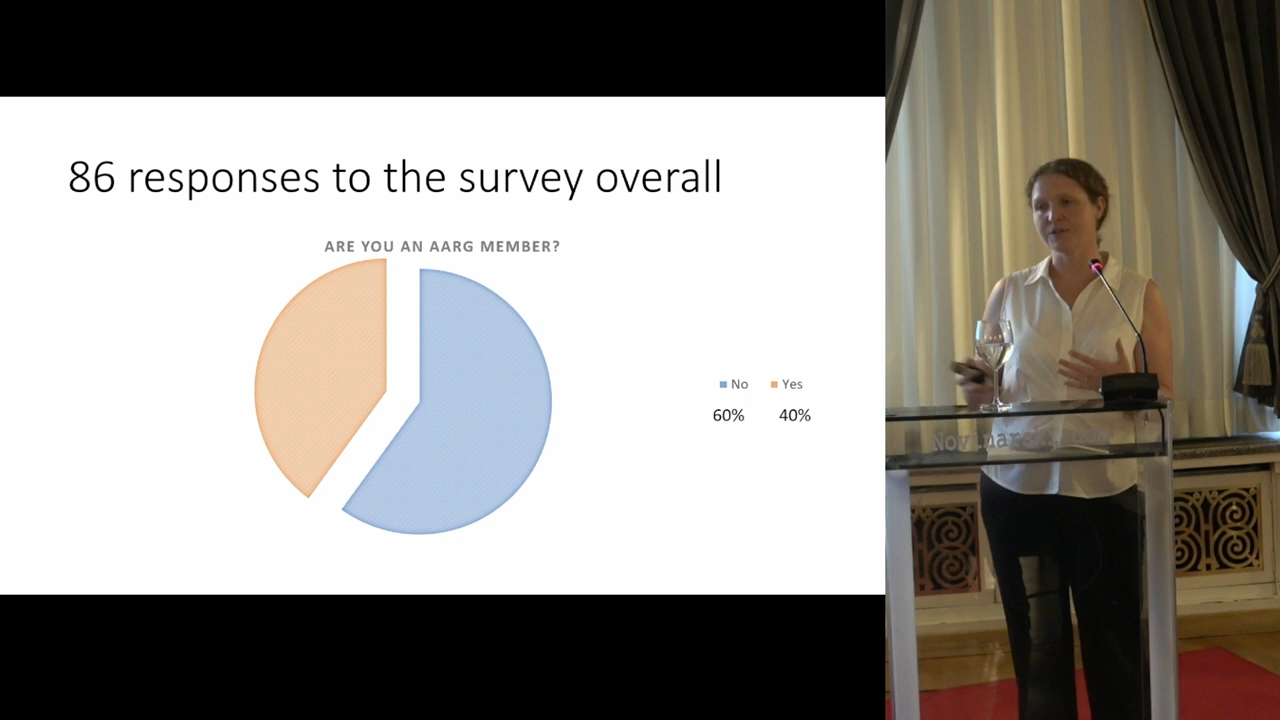 86 responses to the survey overall
ARE YOU AN AARG MEMBER?
No Yes
60% 40%